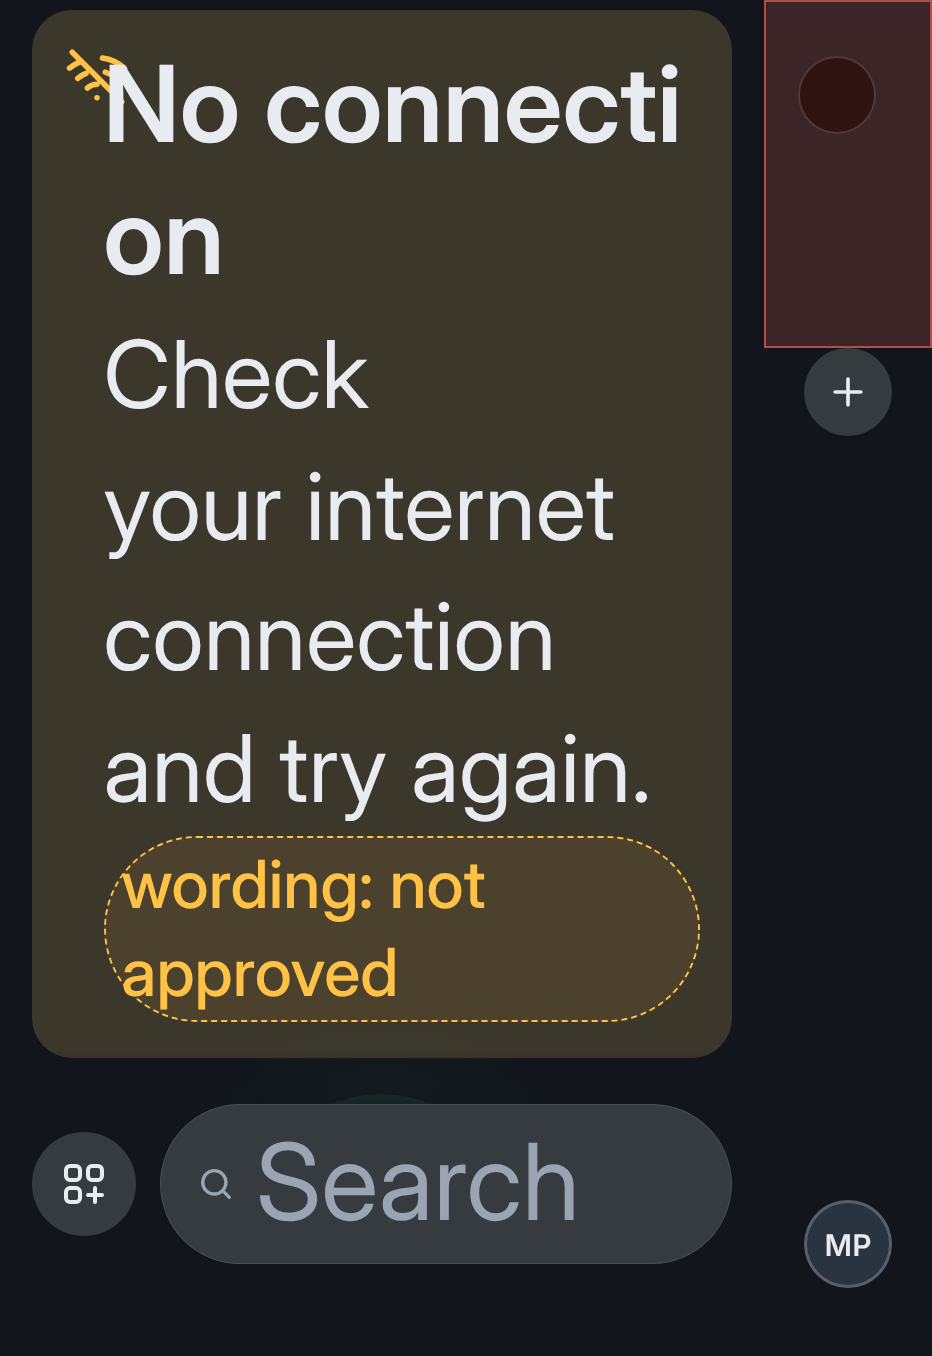 No connecti
on
Check
your internet
connection
and try again.
wording: not
approved
Search
MP